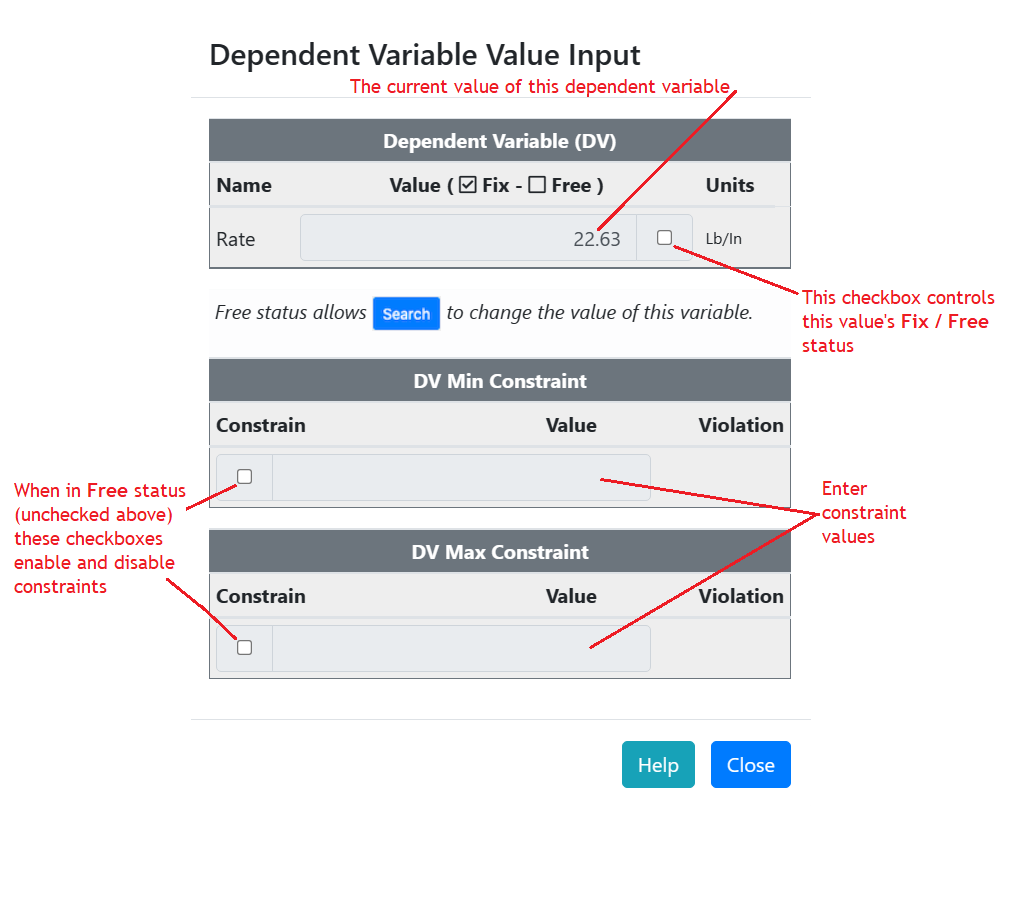 Dependent Variable Value Input
The current value of this dependent variable
Dependent Variable (DV)
Name Value ( ☑ Fix - ☐ Free ) Units
Rate 22.63 Lb/In
Free status allows Search to change the value of this variable.
This checkbox controls
this value's Fix / Free
status
DV Min Constraint
Constrain Value Violation
When in Free status
(unchecked above)
these checkboxes
enable and disable
constraints
Enter
constraint
values
DV Max Constraint
Constrain Value Violation
Help Close